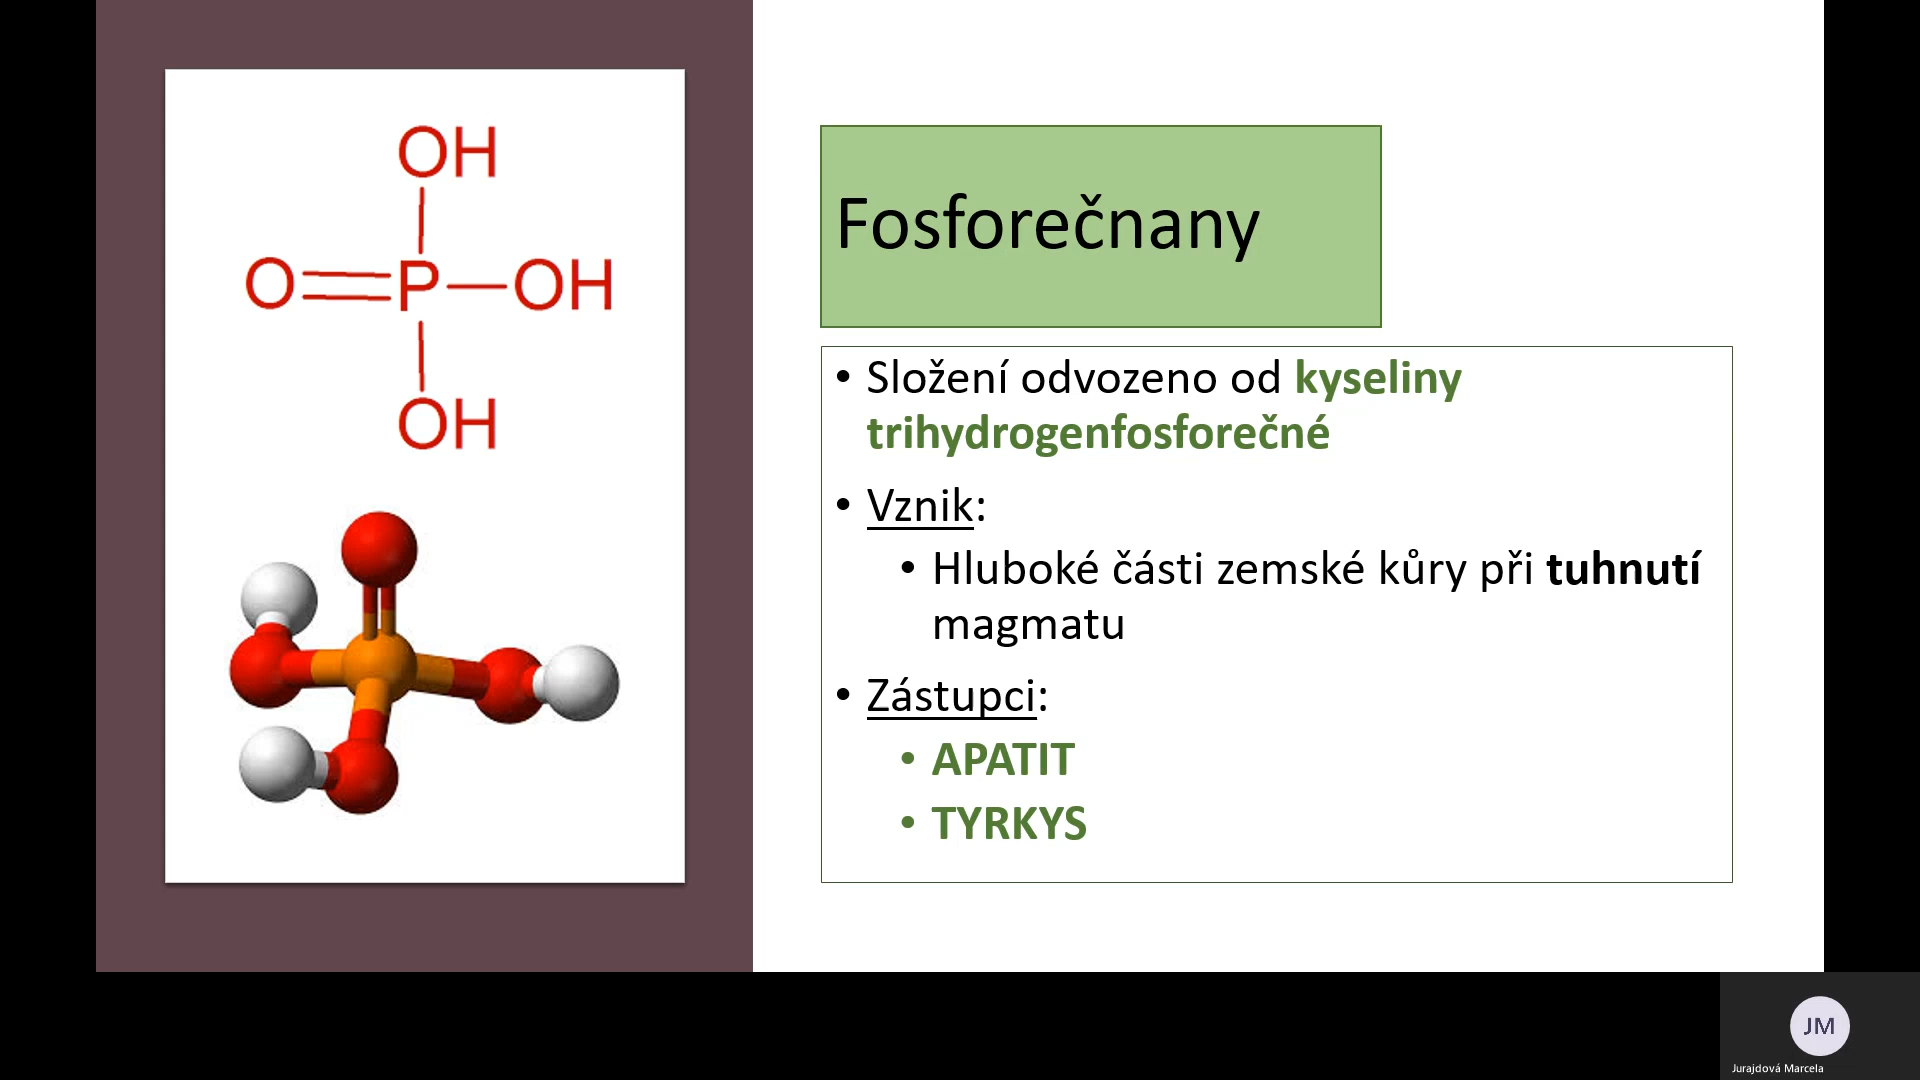 OH
O=P—OH
OH
Fosforečnany
• Složení odvozeno od kyseliny
trihydrogenfosforečné
• Vznik:
• Hluboké části zemské kůry při tuhnutí
magmatu
• Zástupci:
• APATIT
• TYRKYS
JM
Jurajdová Marcela